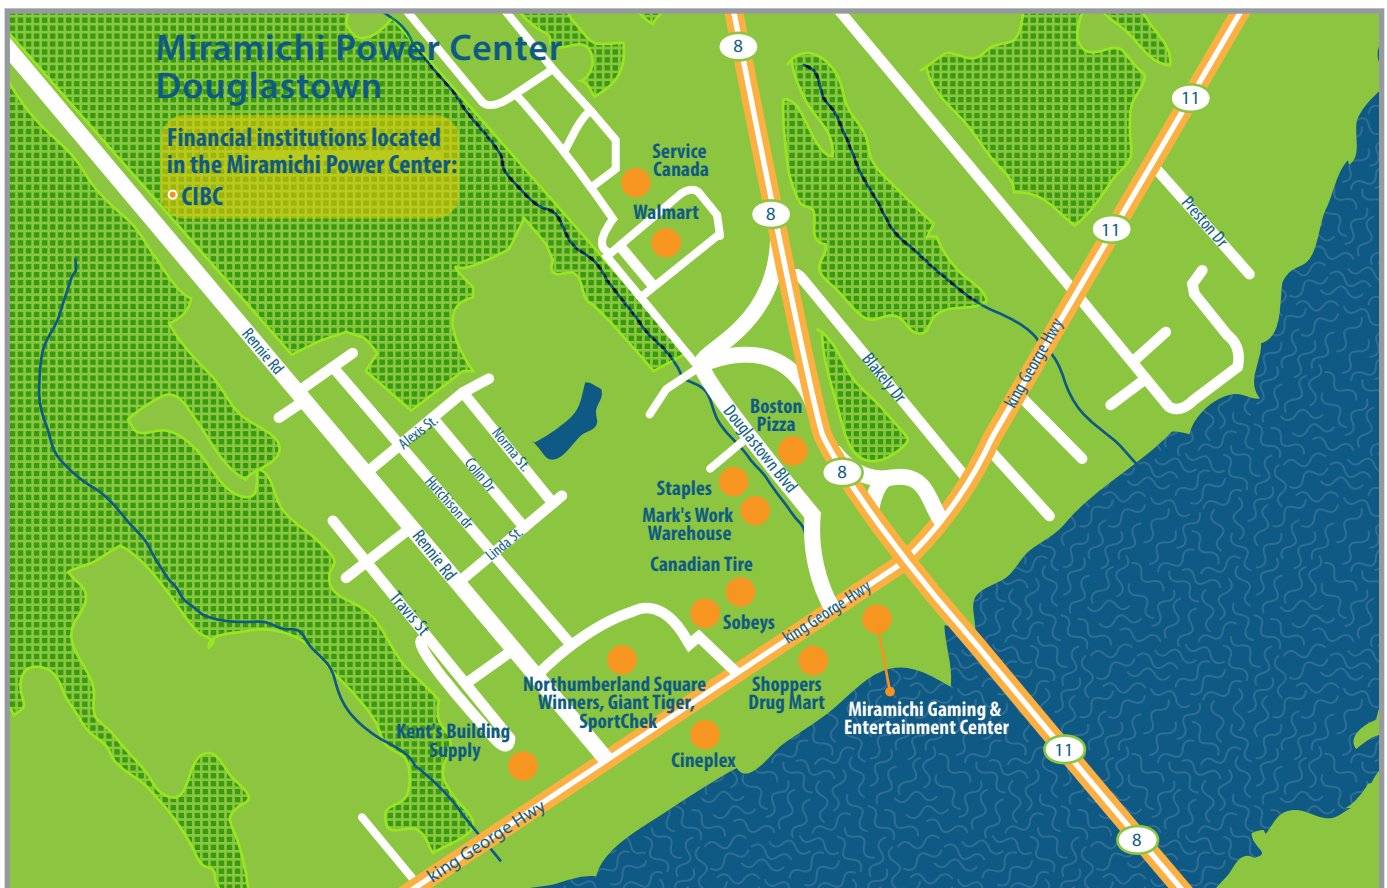 Miramichi Power Center
Douglastown
Financial institutions located
in the Miramichi Power Center:
CIBC
8
11
Service
Canada
Walmart
8
11
Preston Dr
Rennie Rd
king George Hwy
Blakely Dr
Boston
Pizza
Douglastown Blvd
Alexis St.
Norma St.
Colin Dr
Hutchison dr
8
Staples
Mark's Work
Warehouse
Linda St.
Rennie Rd
Canadian Tire
Travis St
Sobeys
king George Hwy
Northumberland Square
Winners, Giant Tiger,
SportChek
Shoppers
Drug Mart
Miramichi Gaming &
Entertainment Center
Kent's Building
Supply
Cineplex
11
king George Hwy
8